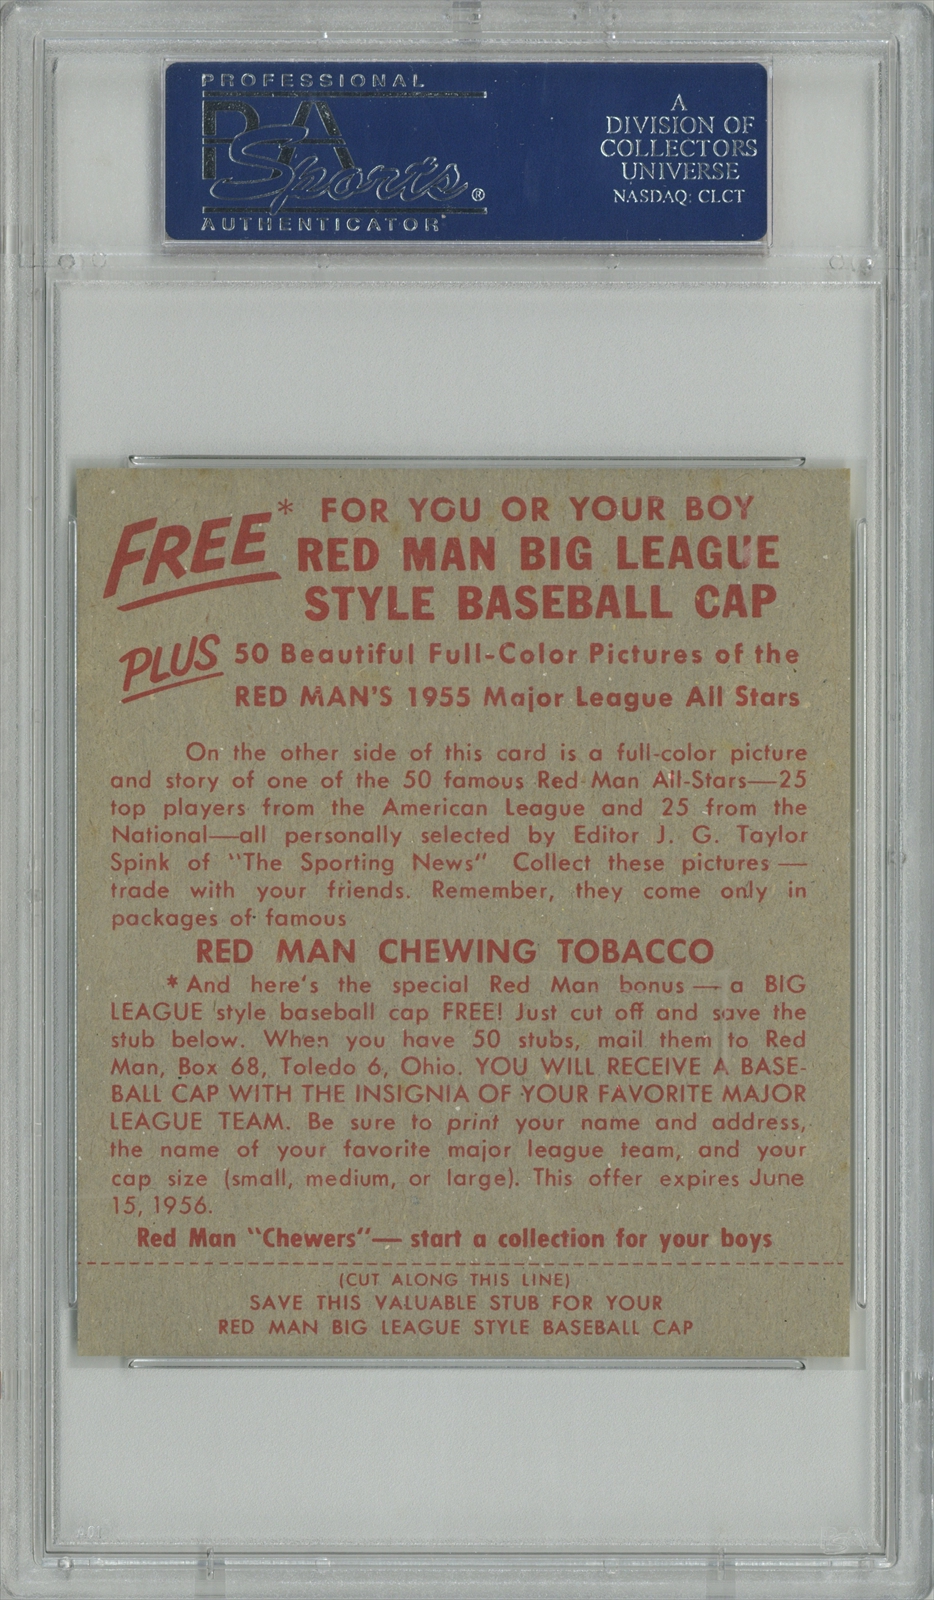 PROFESSIONAL
PSA
Sports®
AUTHENTICATOR
A
DIVISION OF
COLLECTORS
UNIVERSE
NASDAQ: CLCT
FREE* FOR YOU OR YOUR BOY
RED MAN BIG LEAGUE
STYLE BASEBALL CAP
PLUS 50 Beautiful Full-Color Pictures of the
RED MAN'S 1955 Major League All Stars
On the other side of this card is a full-color picture
and story of one of the 50 famous Red Man All-Stars—25
top players from the American League and 25 from the
National—all personally selected by Editor J. G. Taylor
Spink of "The Sporting News" Collect these pictures —
trade with your friends. Remember, they come only in
packages of famous
RED MAN CHEWING TOBACCO
*And here's the special Red Man bonus — a BIG
LEAGUE style baseball cap FREE! Just cut off and save the
stub below. When you have 50 stubs, mail them to Red
Man, Box 68, Toledo 6, Ohio. YOU WILL RECEIVE A BASE-
BALL CAP WITH THE INSIGNIA OF YOUR FAVORITE MAJOR
LEAGUE TEAM. Be sure to print your name and address,
the name of your favorite major league team, and your
cap size (small, medium, or large). This offer expires June
15, 1956.
Red Man "Chewers"— start a collection for your boys
(CUT ALONG THIS LINE)
SAVE THIS VALUABLE STUB FOR YOUR
RED MAN BIG LEAGUE STYLE BASEBALL CAP